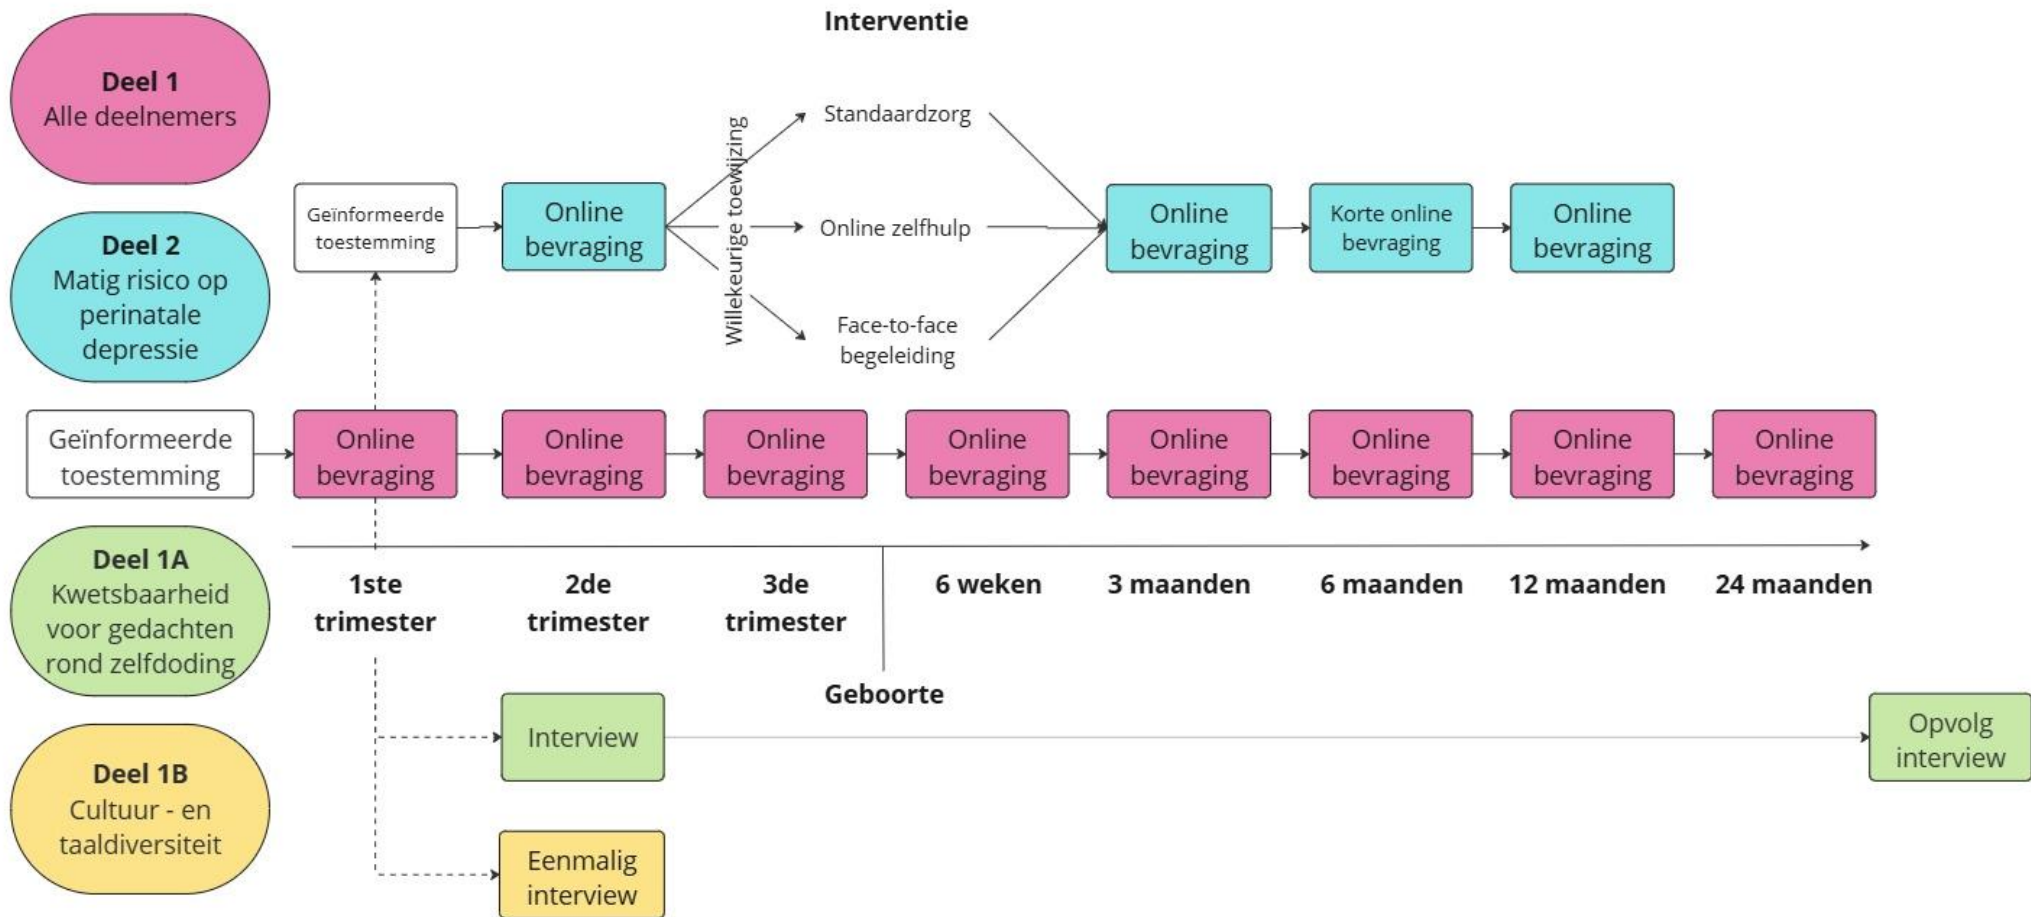 Interventie
Deel 1
Alle deelnemers
Deel 2
Matig risico op
perinatale
depressie
Geïnformeerde
toestemming
Online
bevraging
Willekeurige toewijzing
Standaardzorg
Online zelfhulp
Face-to-face
begeleiding
Online
bevraging
Korte online
bevraging
Online
bevraging
Geïnformeerde
toestemming
Online
bevraging
Online
bevraging
Online
bevraging
Online
bevraging
Online
bevraging
Online
bevraging
Online
bevraging
Online
bevraging
Deel 1A
Kwetsbaarheid
voor gedachten
rond zelfdoding
1ste
trimester
2de
trimester
3de
trimester
6 weken
3 maanden
6 maanden
12 maanden
24 maanden
Geboorte
Interview
Opvolg
interview
Deel 1B
Cultuur - en
taaldiversiteit
Eenmalig
interview